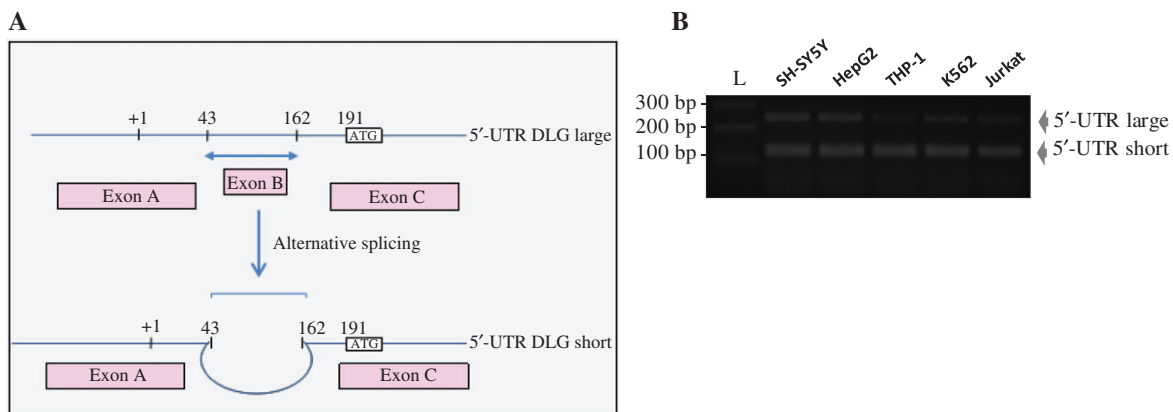 A
+1 43 162 191
ATG
5′-UTR DLG large
Exon A
Exon B
Exon C
Alternative splicing
+1 43 162 191
ATG
5′-UTR DLG short
Exon A
Exon C
B
L SH-SY5Y HepG2 THP-1 K562 Jurkat
300 bp
200 bp
100 bp
5′-UTR large
5′-UTR short